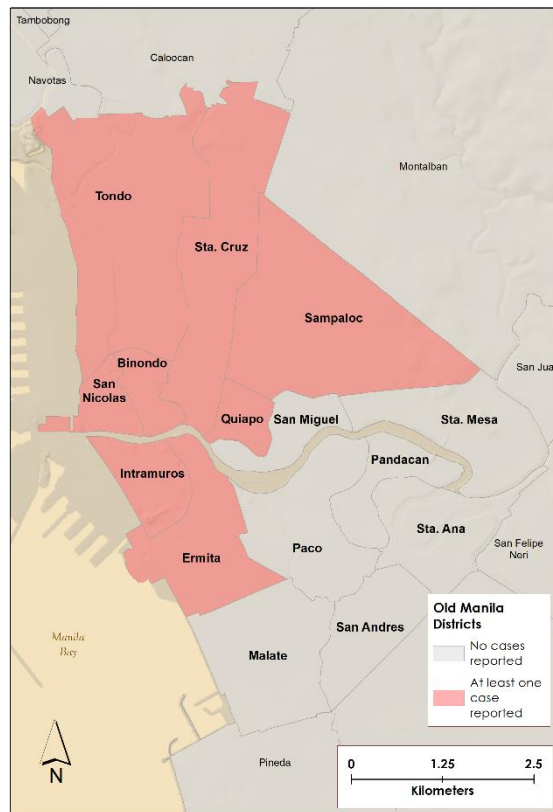 Tambobong
Caloocan
Navotas
Montalban
Tondo
Sta. Cruz
Sampaloc
Binondo
San Jua
San
Nicolas
Quiapo
San Miguel
Sta. Mesa
Pandacan
Intramuros
Sta. Ana
Paco
San Felipe
Neri
Ermita
Old Manila
Districts
No cases
reported
At least one
case
reported
San Andres
Manila
Bay
Malate
N
Pineda
0
1.25
2.5
Kilometers